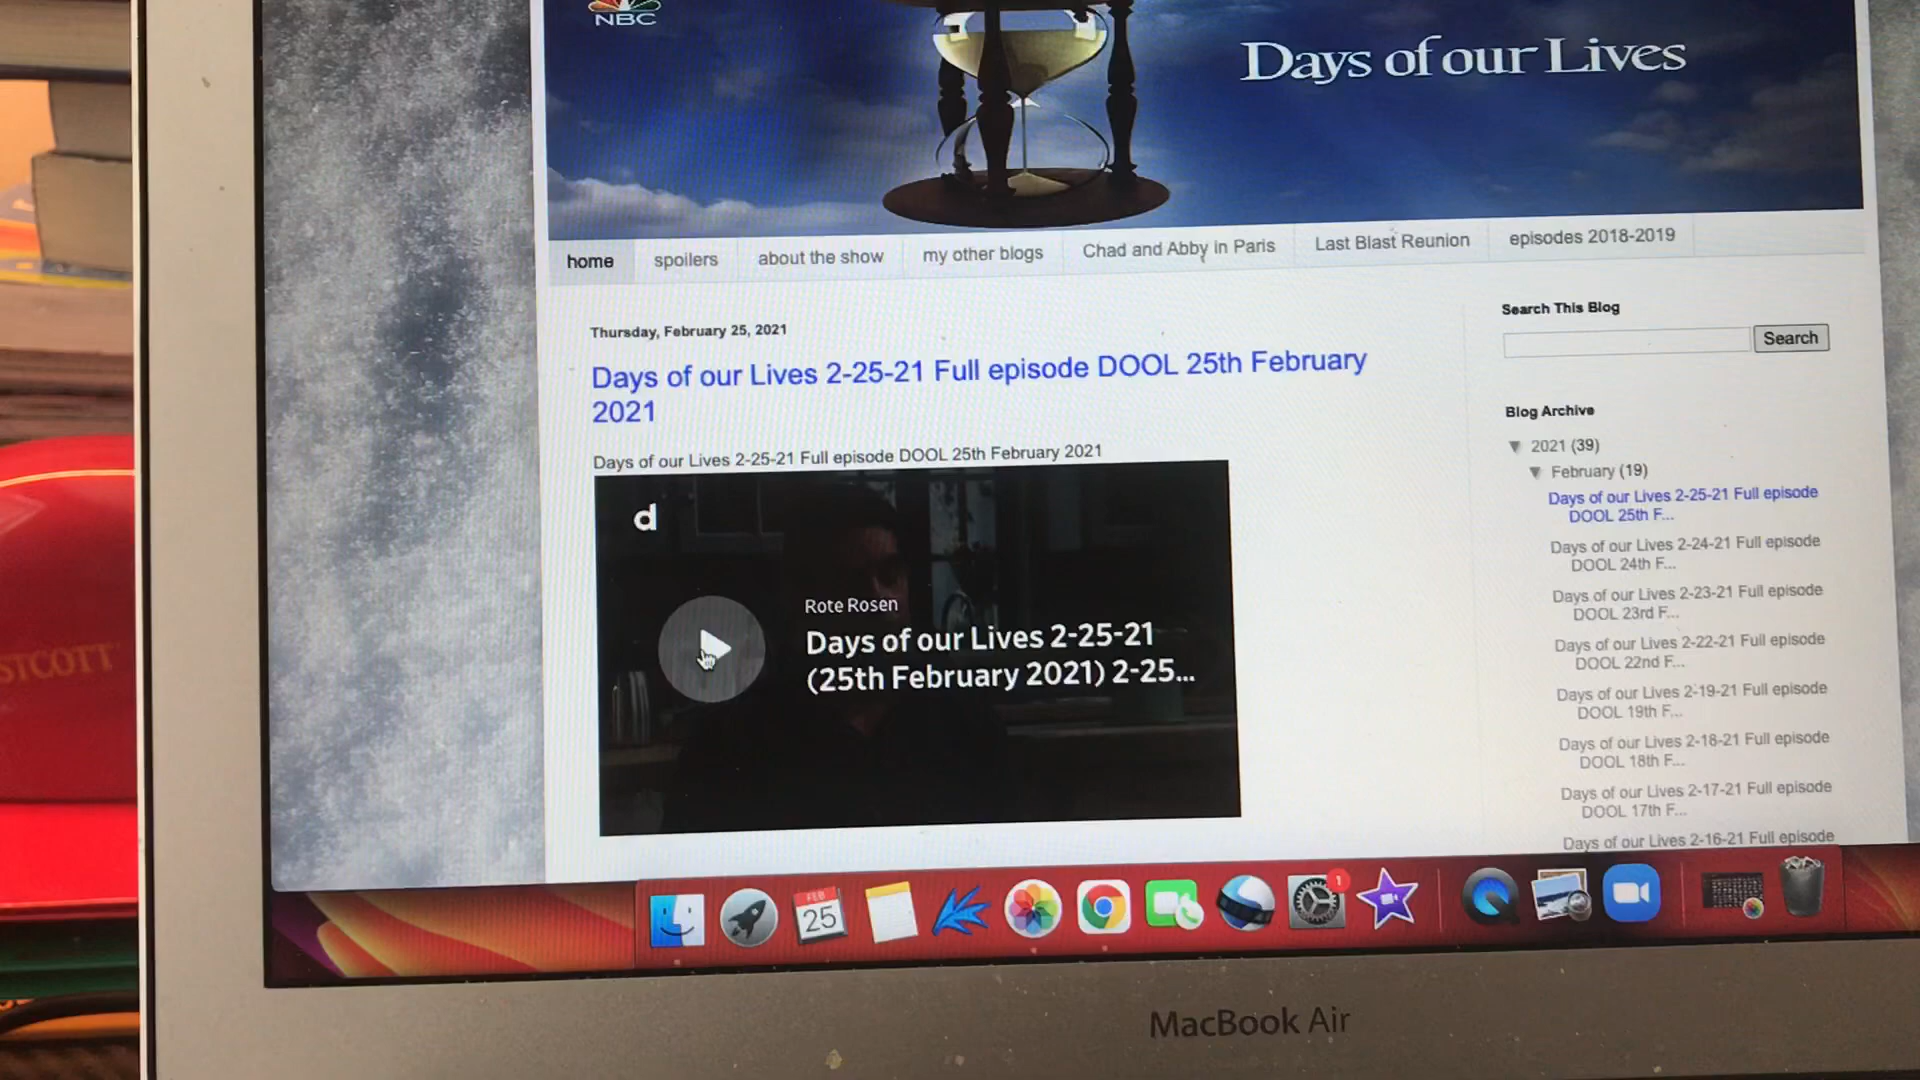 NBC
Days of our Lives
home spoilers about the show my other blogs Chad and Abby in Paris Last Blast Reunion episodes 2018-2019
Thursday, February 25, 2021
Days of our Lives 2-25-21 Full episode DOOL 25th February
2021
Days of our Lives 2-25-21 Full episode DOOL 25th February 2021
d
Rote Rosen
Days of our Lives 2-25-21
(25th February 2021) 2-25...
Search This Blog
Search
Blog Archive
▼ 2021 (39)
▼ February (19)
Days of our Lives 2-25-21 Full episode
DOOL 25th F...
Days of our Lives 2-24-21 Full episode
DOOL 24th F...
Days of our Lives 2-23-21 Full episode
DOOL 23rd F...
Days of our Lives 2-22-21 Full episode
DOOL 22nd F...
Days of our Lives 2-19-21 Full episode
DOOL 19th F...
Days of our Lives 2-18-21 Full episode
DOOL 18th F...
Days of our Lives 2-17-21 Full episode
DOOL 17th F...
Days of our Lives 2-16-21 Full episode
STCOTT
FEB
25
1
MacBook Air